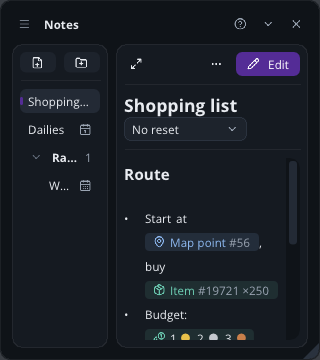 Notes
Shopping...
Dailies
Ra... 1
W...
Edit
Shopping list
No reset
Route
• Start at
Map point #56 ,
buy
Item #19721 ×250
• Budget:
1 2 3